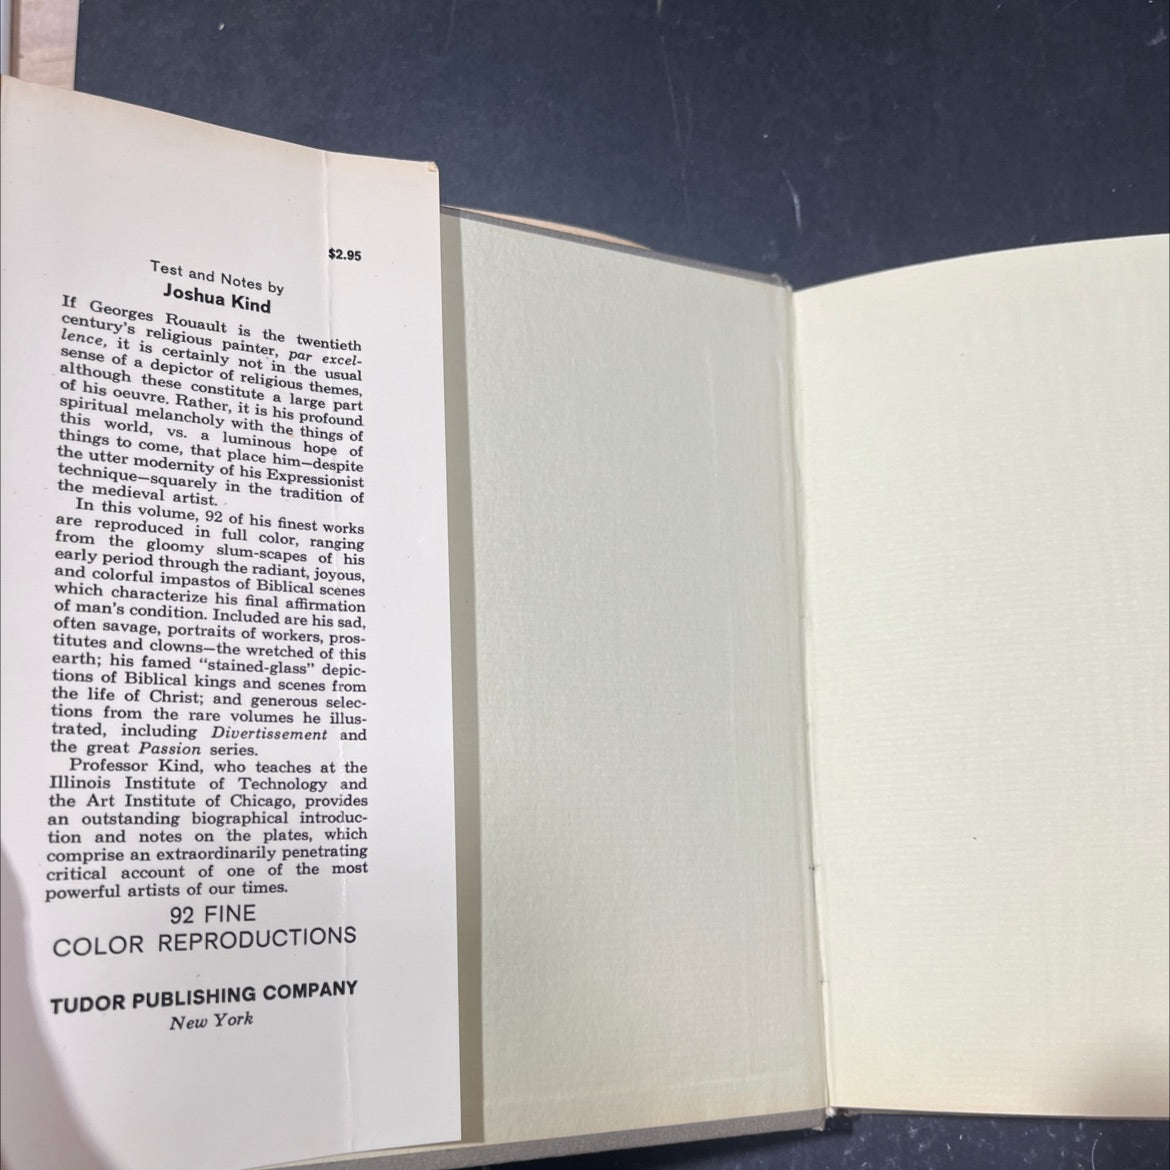 $2.95
Test and Notes by
Joshua Kind
If Georges Rouault is the twentieth
century's religious painter, par excel-
lence, it is certainly not in the usual
sense of a depictor of religious themes,
although these constitute a large part
of his oeuvre. Rather, it is his profound
spiritual melancholy with the things of
this world, vs. a luminous hope of
things to come, that place him—despite
the utter modernity of his Expressionist
technique—squarely in the tradition of
the medieval artist.
In this volume, 92 of his finest works
are reproduced in full color, ranging
from the gloomy slum-scapes of his
early period through the radiant, joyous,
and colorful impastos of Biblical scenes
which characterize his final affirmation
of man's condition. Included are his sad,
often savage, portraits of workers, pros-
titutes and clowns—the wretched of this
earth; his famed “stained-glass” depic-
tions of Biblical kings and scenes from
the life of Christ; and generous selec-
tions from the rare volumes he illus-
trated, including Divertissement and
the great Passion series.
Professor Kind, who teaches at the
Illinois Institute of Technology and
the Art Institute of Chicago, provides
an outstanding biographical introduc-
tion and notes on the plates, which
comprise an extraordinarily penetrating
critical account of one of the most
powerful artists of our times.
92 FINE
COLOR REPRODUCTIONS
TUDOR PUBLISHING COMPANY
New York